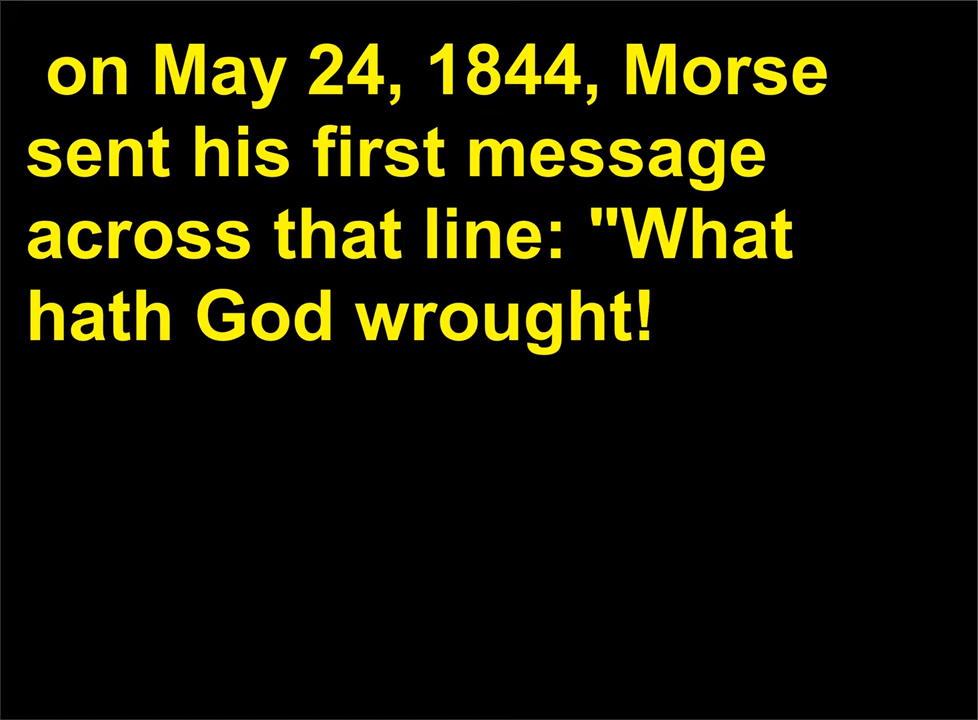 on May 24, 1844, Morse
sent his first message
across that line: "What
hath God wrought!